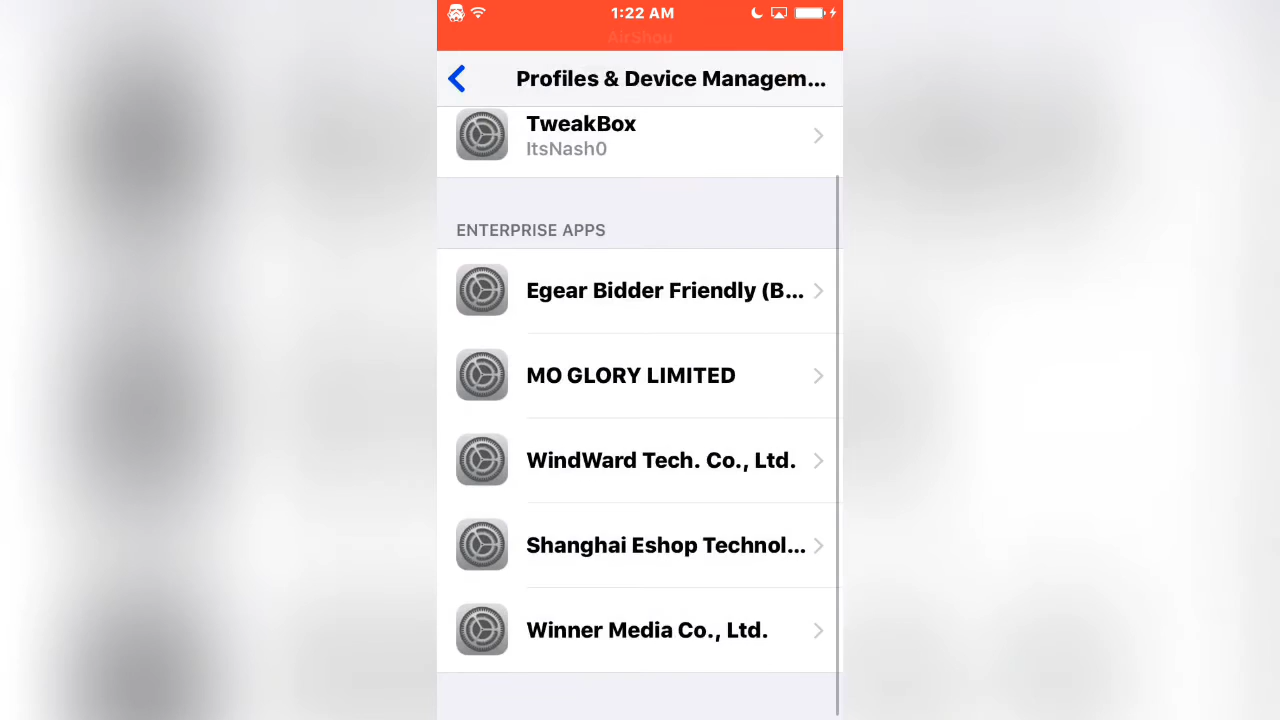 1:22 AM
AirShou
Profiles & Device Managem...
TweakBox
ItsNash0
ENTERPRISE APPS
Egear Bidder Friendly (B...
MO GLORY LIMITED
WindWard Tech. Co., Ltd.
Shanghai Eshop Technol...
Winner Media Co., Ltd.